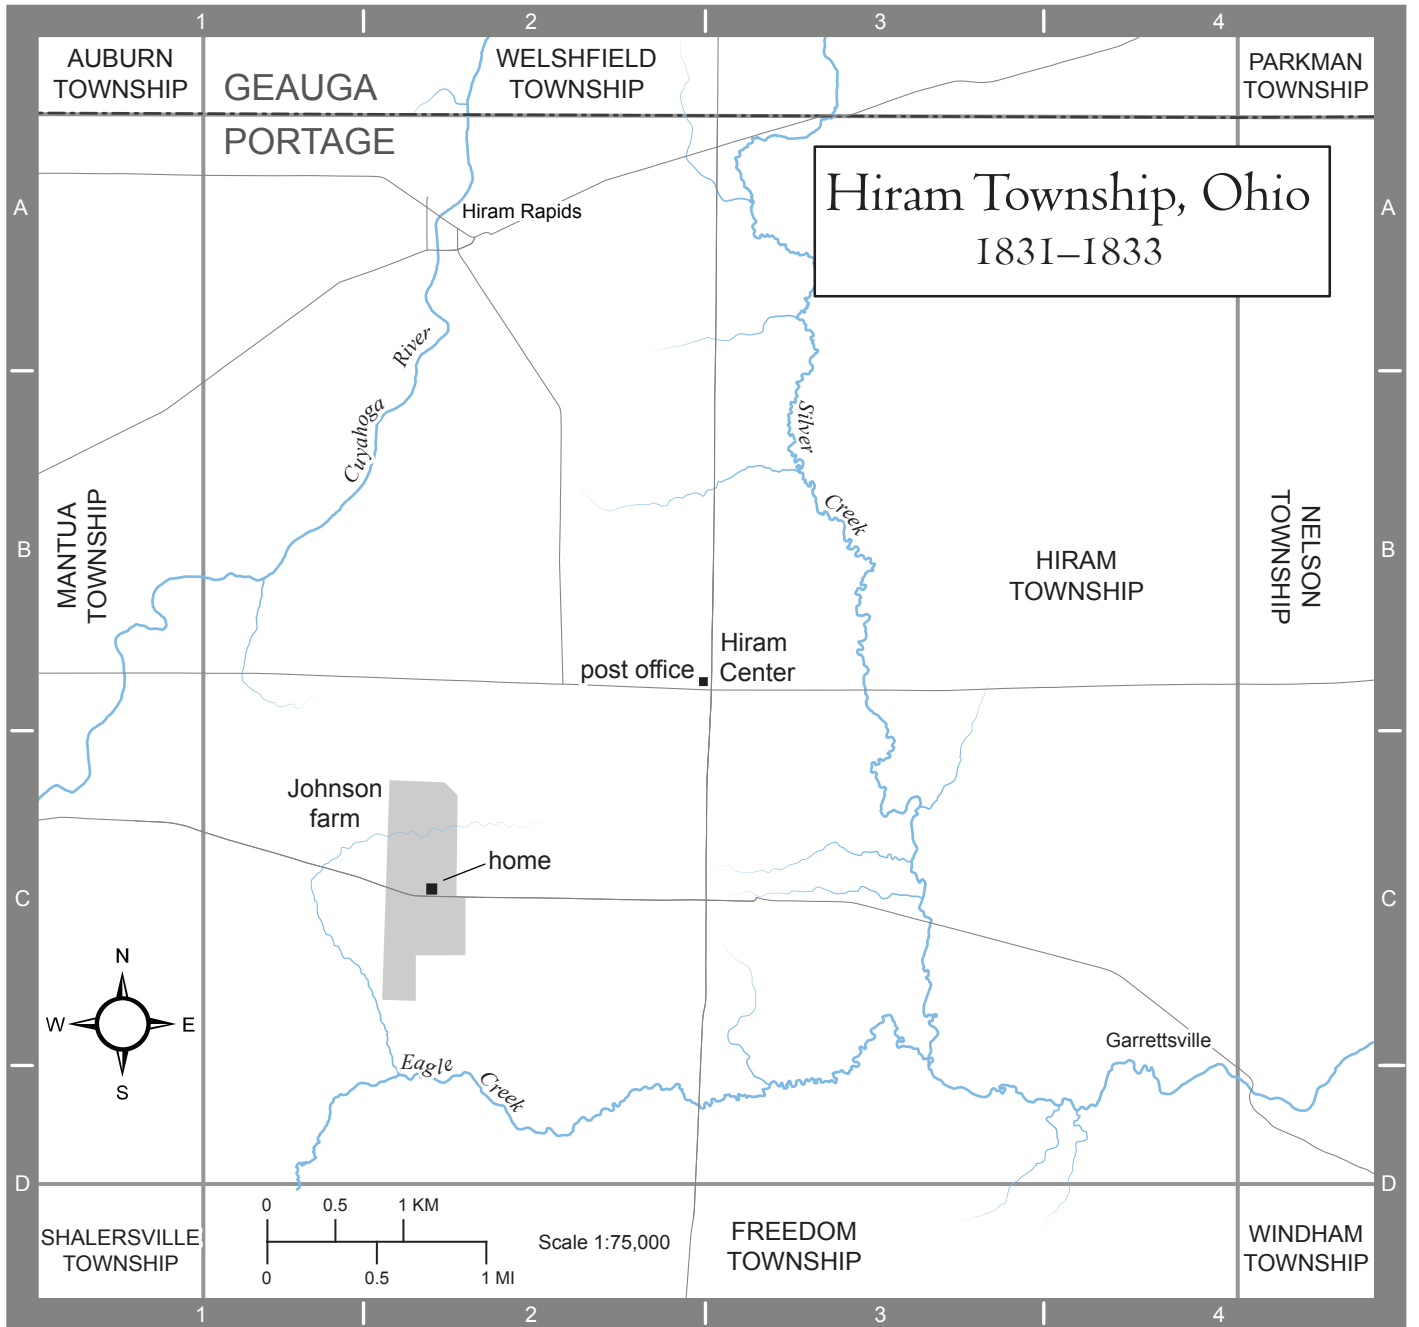 1 2 3 4
AUBURN
TOWNSHIP
GEAUGA
WELSHFIELD
TOWNSHIP
PARKMAN
TOWNSHIP
PORTAGE
Hiram Township, Ohio
1831–1833
A
A
Hiram Rapids
River
Cuyahoga
Silver
Creek
MANTUA
TOWNSHIP
B
HIRAM
TOWNSHIP
NELSON
TOWNSHIP
B
Hiram
Center
post office
Johnson
farm
home
C
C
N
W E
S
Garrettsville
Eagle
Creek
D
D
0 0.5 1 KM
0 0.5 1 MI
Scale 1:75,000
SHALERSVILLE
TOWNSHIP
FREEDOM
TOWNSHIP
WINDHAM
TOWNSHIP
1 2 3 4